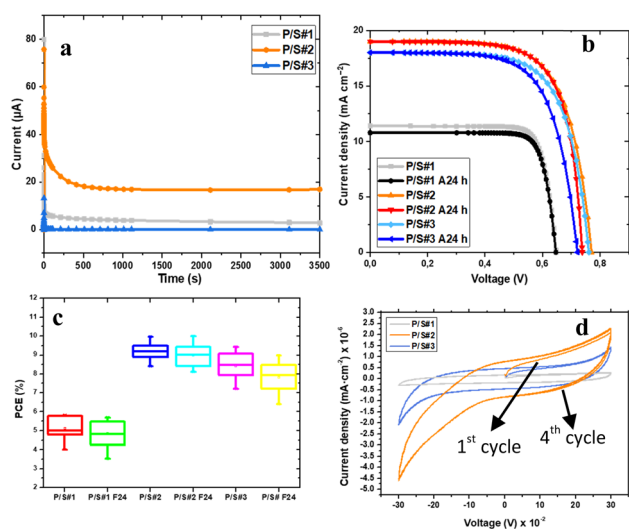 a
P/S#1
P/S#2
P/S#3
80
60
40
20
0
Current (µA)
0 500 1000 1500 2000 2500 3000 3500
Time (s)
b
20
15
10
5
0
Current density (mA cm⁻²)
P/S#1
P/S#1 A24 h
P/S#2
P/S#2 A24 h
P/S#3
P/S#3 A24 h
0,0 0,2 0,4 0,6 0,8
Voltage (V)
c
12
11
10
9
8
7
6
5
4
3
2
PCE (%)
P/S#1 P/S#1 F24 P/S#2 P/S#2 F24 P/S#3 P/S# F24
d
P/S#1
P/S#2
P/S#3
3.0
2.5
2.0
1.5
1.0
0.5
0.0
-0.5
-1.0
-1.5
-2.0
-2.5
-3.0
-3.5
-4.0
-4.5
-5.0
Current density (mA·cm⁻²) x 10⁻⁶
1st cycle
4th cycle
-30 -20 -10 0 10 20 30
Voltage (V) x 10⁻²